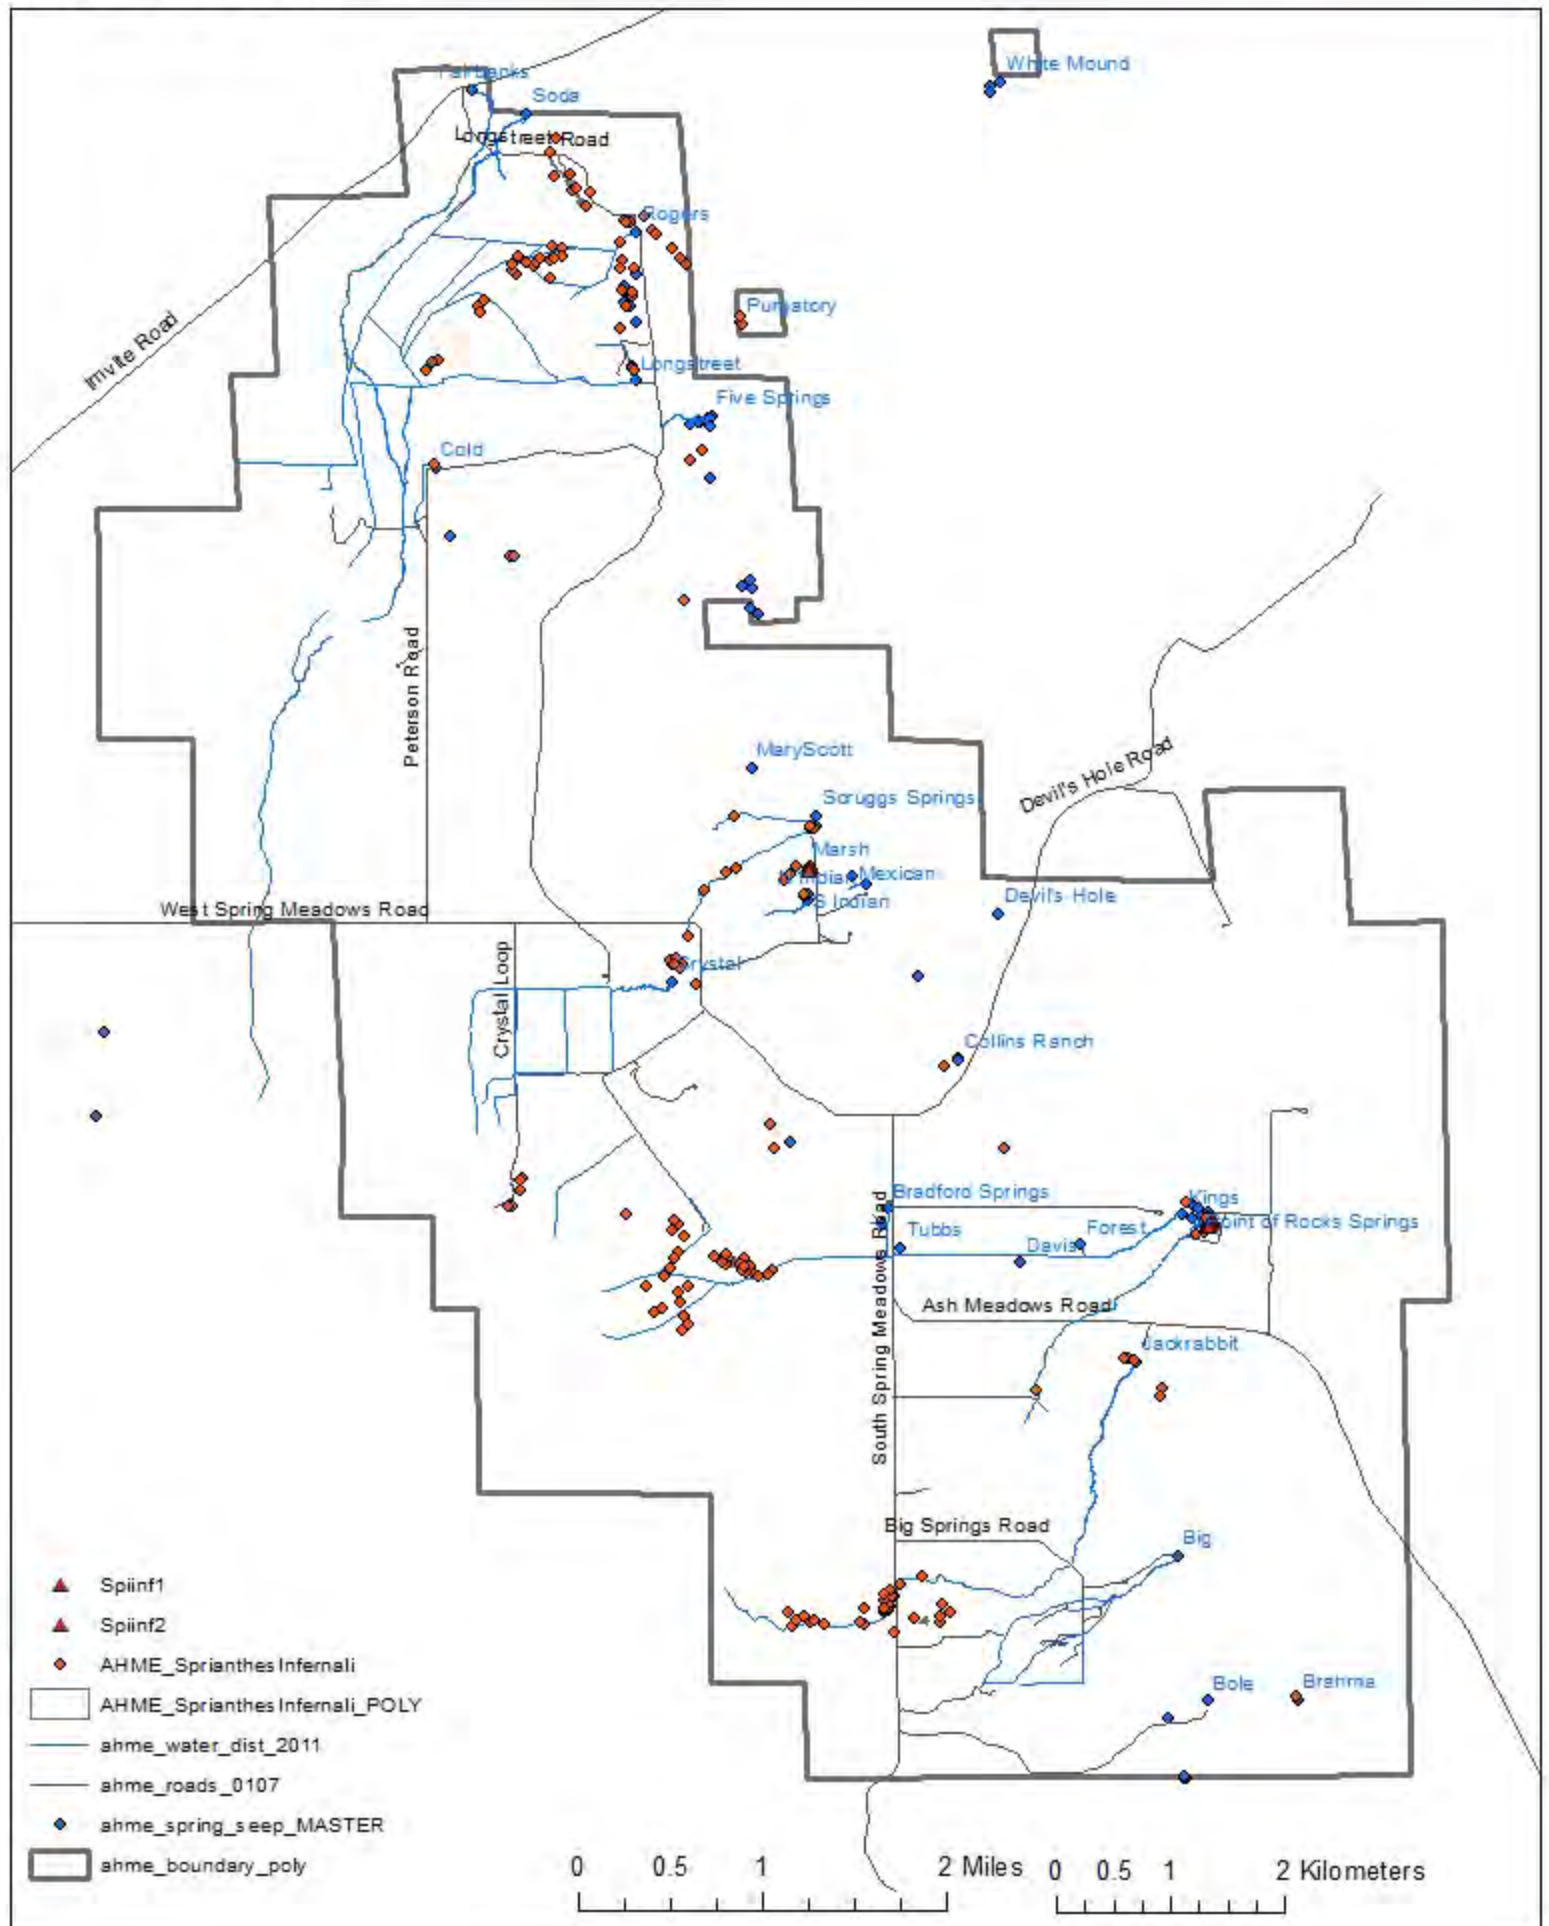 White Mound
Fairbanks
Soda
Longstreet Road
Rogers
Purgatory
Irrvite Road
Longstreet
Five Springs
Cold
Peterson Road
MaryScott
Devil's Hole Road
Scruggs Springs
Marsh
N Indian
Mexican
S Indian
Devil's Hole
West Spring Meadows Road
Crystal
Crystal Loop
Collins Ranch
Bradford Springs
Kings
Point of Rocks Springs
Tubbs
Forest
Davis
Ash Meadows Road
South Spring Meadows Road
Jackrabbit
Big Springs Road
Big
Bole
Brahma
Spiinf1
Spiinf2
AHME_SprianthesInfernali
AHME_SprianthesInfernali_POLY
ahme_water_dist_2011
ahme_roads_0107
ahme_spring_seep_MASTER
ahme_boundary_poly
0 0.5 1 2 Miles
0 0.5 1 2 Kilometers